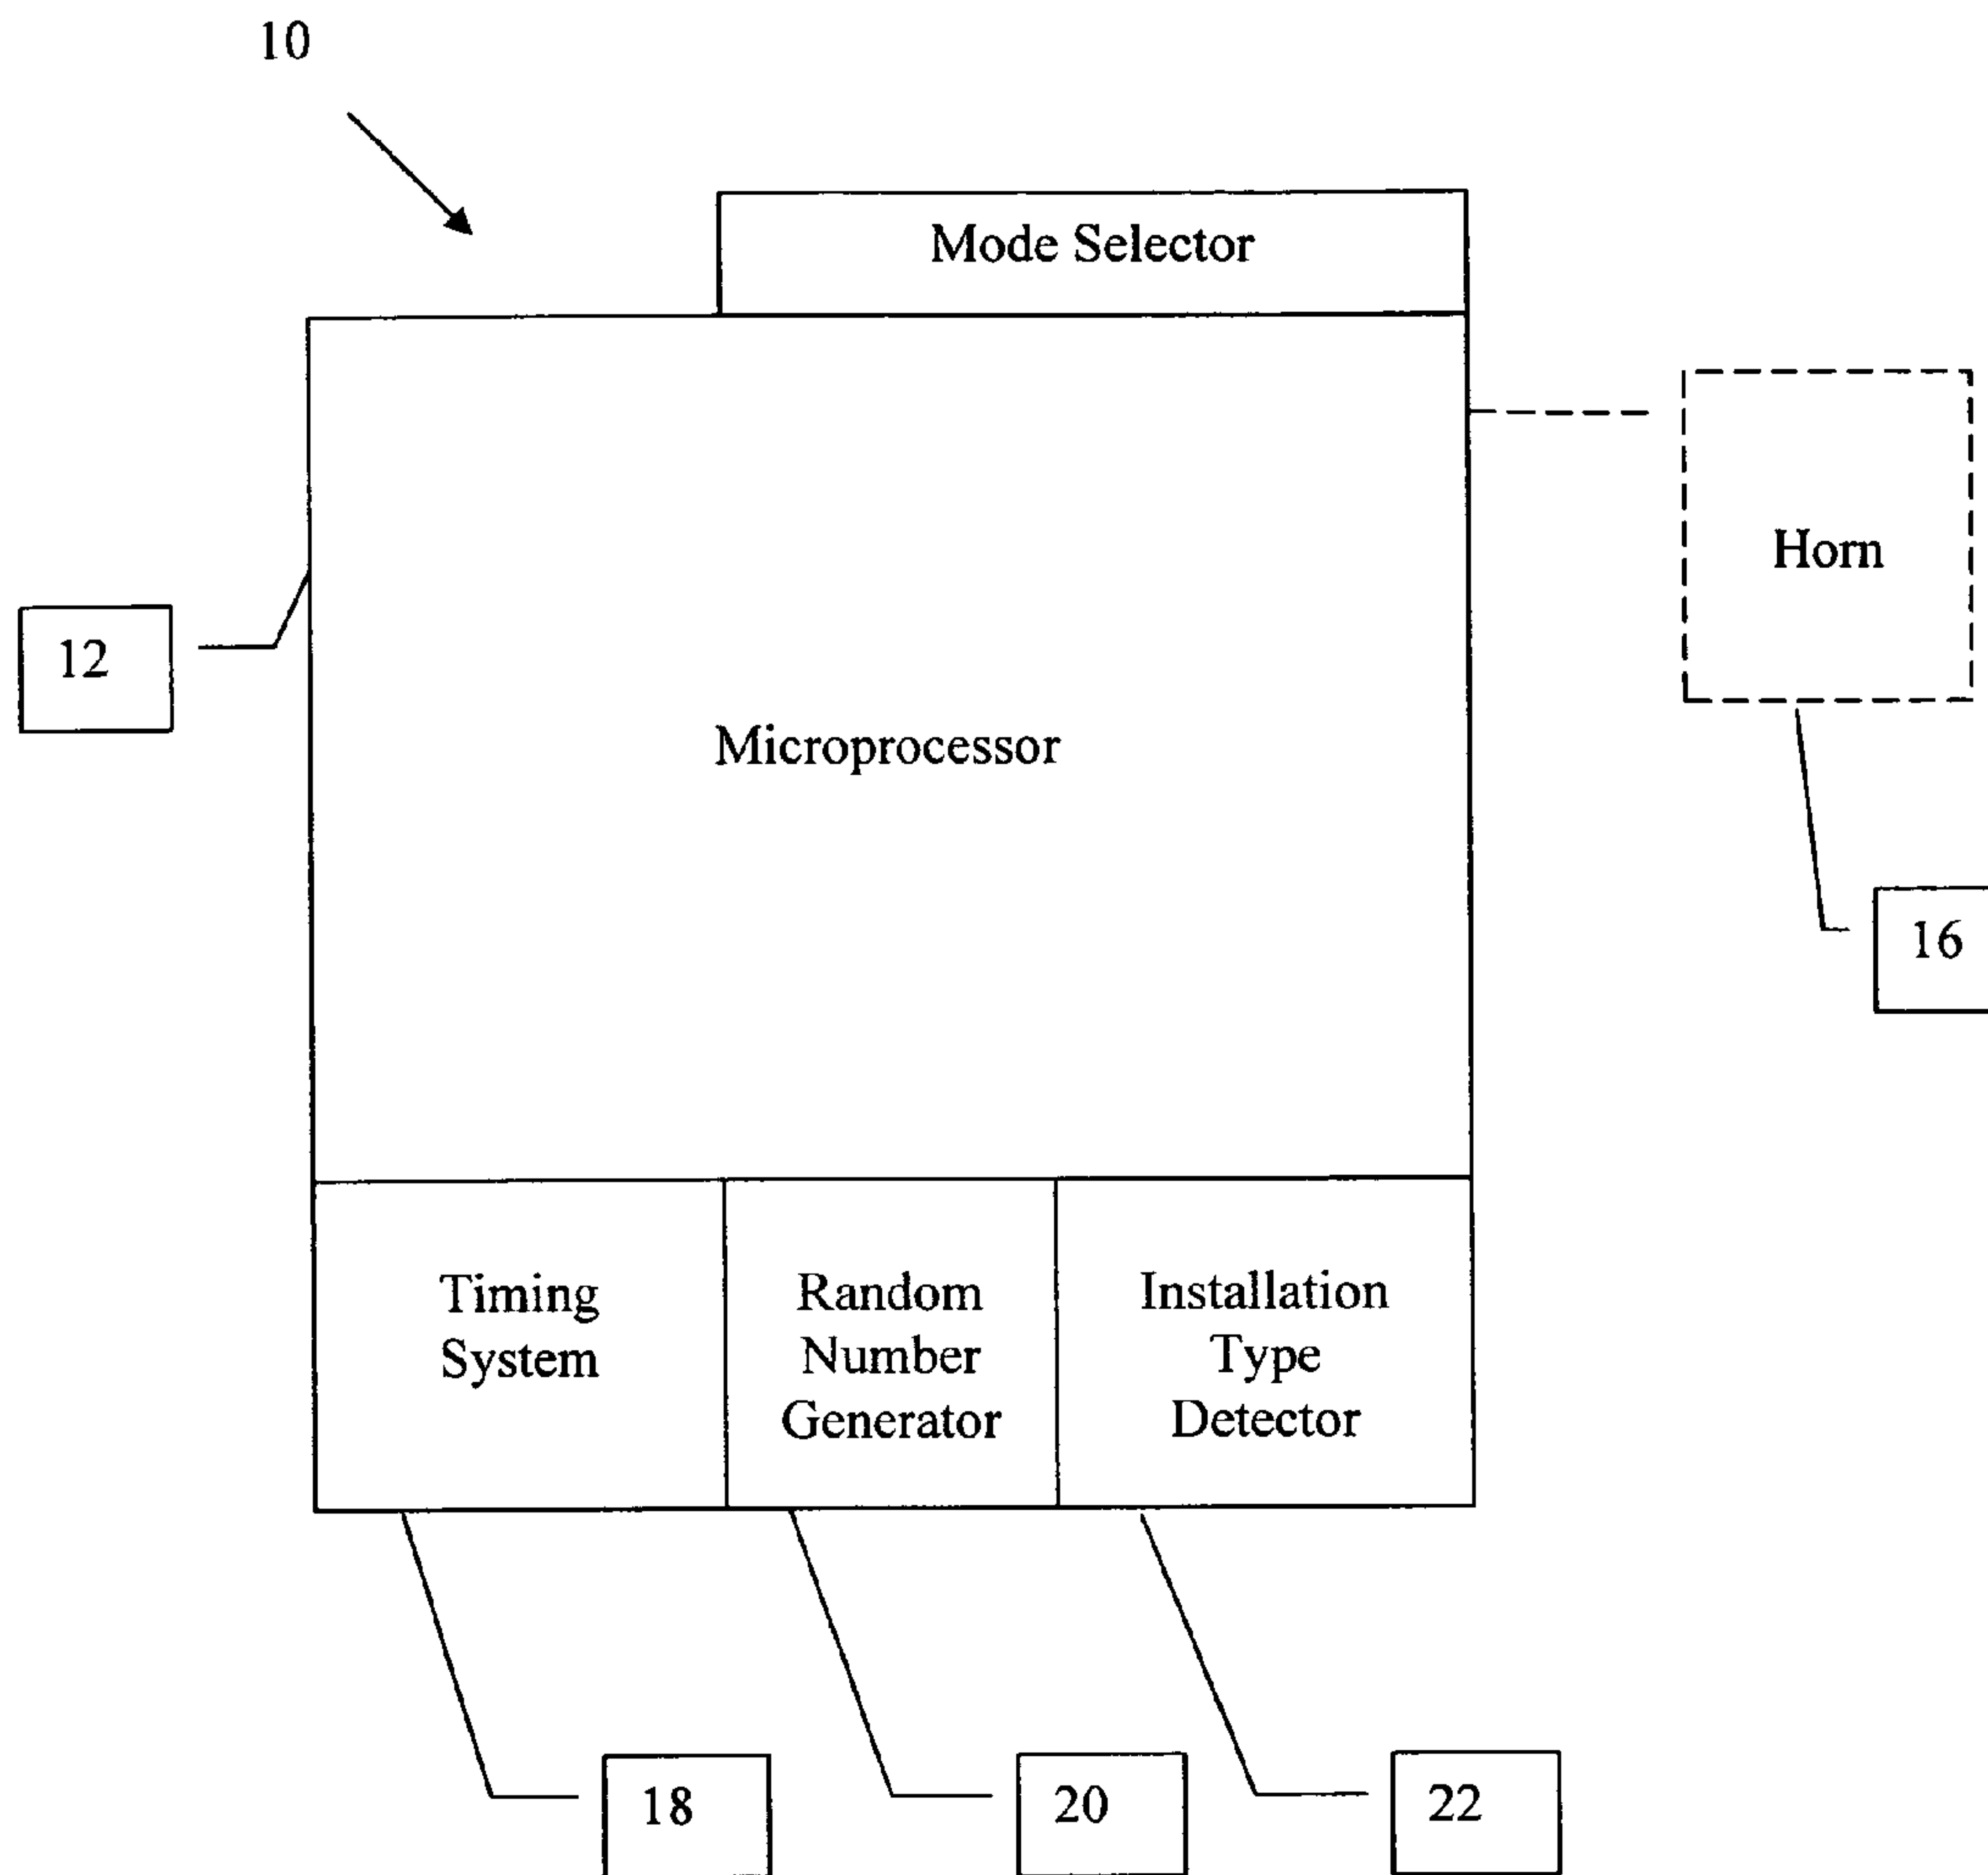 10
Mode Selector
Horn
12
Microprocessor
16
Timing
System
Random
Number
Generator
Installation
Type
Detector
18
20
22